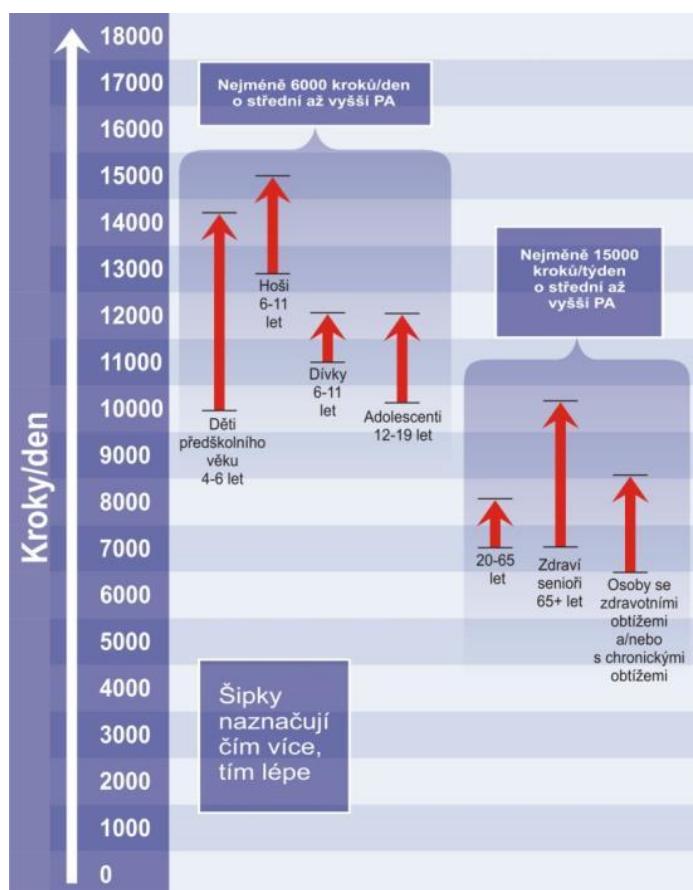 Kroky/den
18000
17000
16000
15000
14000
13000
12000
11000
10000
9000
8000
7000
6000
5000
4000
3000
2000
1000
0
Nejméně 6000 kroků/den
o střední až vyšší PA
Hoši
6-11
let
Dívky
6-11
let
Děti
předškolního
věku
4-6 let
Adolescenti
12-19 let
Nejměně 15000
kroků/týden
o střední až
vyšší PA
20-65
let
Zdraví
senioři
65+ let
Osoby se
zdravotními
obtížemi
a/nebo
s chronickými
obtížemi
Šipky
naznačují
čím více,
tím lépe